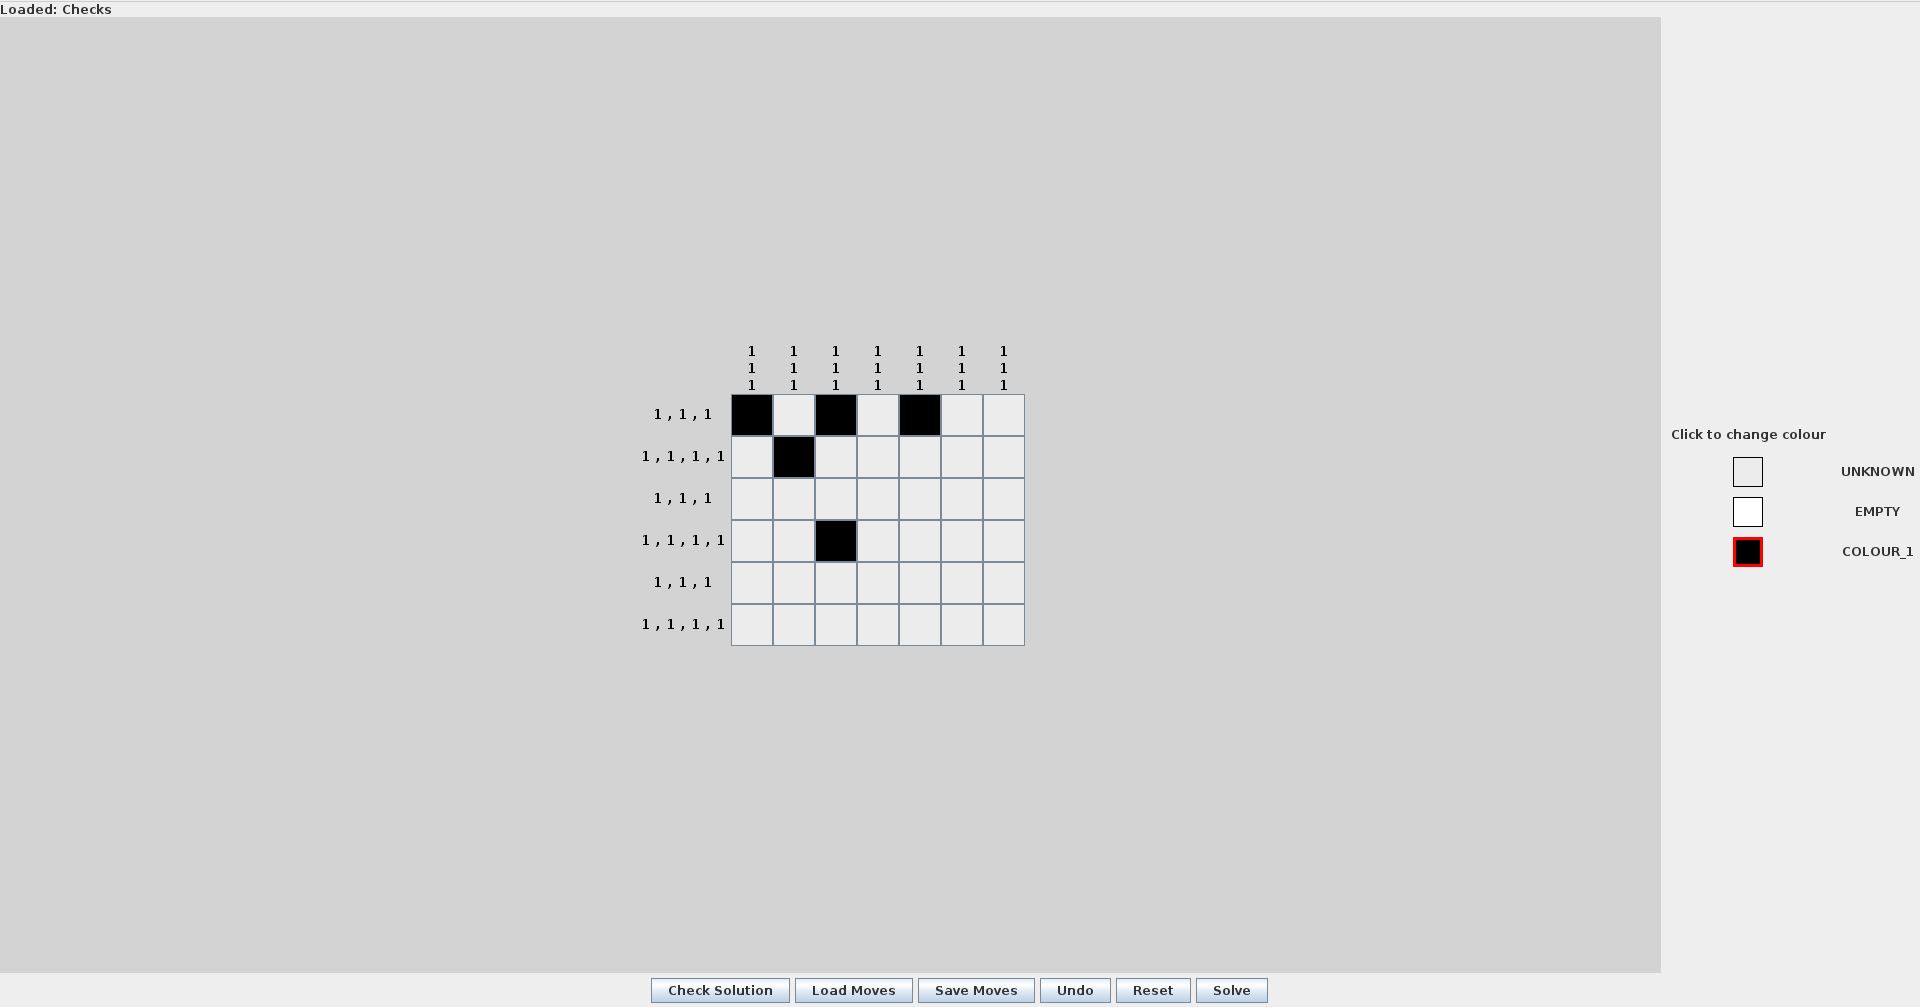 Loaded: Checks
1 1 1 1 1 1 1
1 1 1 1 1 1 1
1 1 1 1 1 1 1
1 , 1 , 1
1 , 1 , 1 , 1
1 , 1 , 1
1 , 1 , 1 , 1
1 , 1 , 1
1 , 1 , 1 , 1
Click to change colour
UNKNOWN
EMPTY
COLOUR_1
Check Solution Load Moves Save Moves Undo Reset Solve